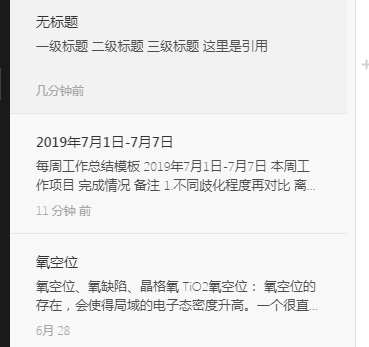 无标题
一级标题 二级标题 三级标题 这里是引用
几分钟前
2019年7月1日-7月7日
每周工作总结模板 2019年7月1日-7月7日 本周工
作项目 完成情况 备注 1.不同歧化程度再对比 离...
11 分钟 前
氧空位
氧空位、氧缺陷、晶格氧 TiO2氧空位： 氧空位的
存在，会使得局域的电子态密度升高。一个很直...
6月 28